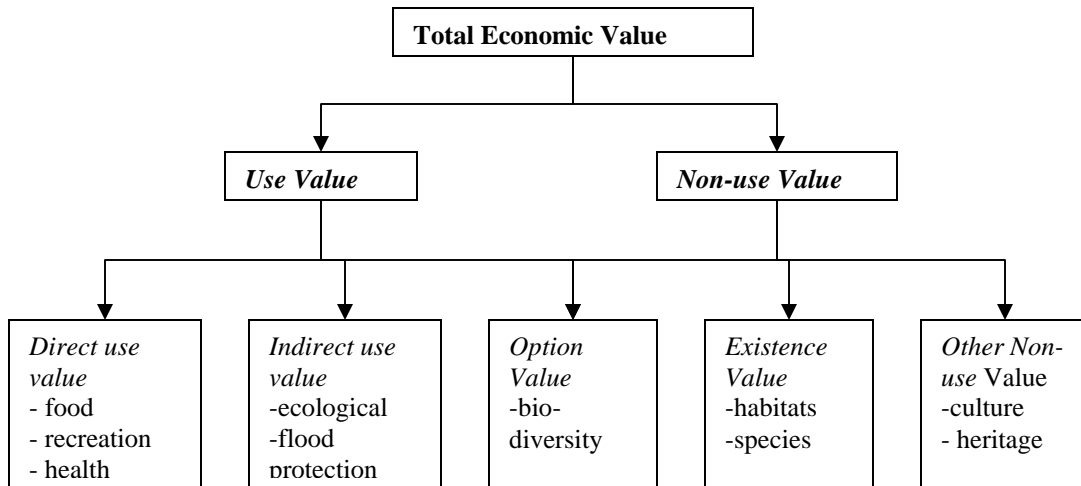 Total Economic Value
Use Value
Non-use Value
Direct use
value
- food
- recreation
- health
Indirect use
value
-ecological
-flood
protection
Option
Value
-bio-
diversity
Existence
Value
-habitats
-species
Other Non-
use Value
-culture
- heritage